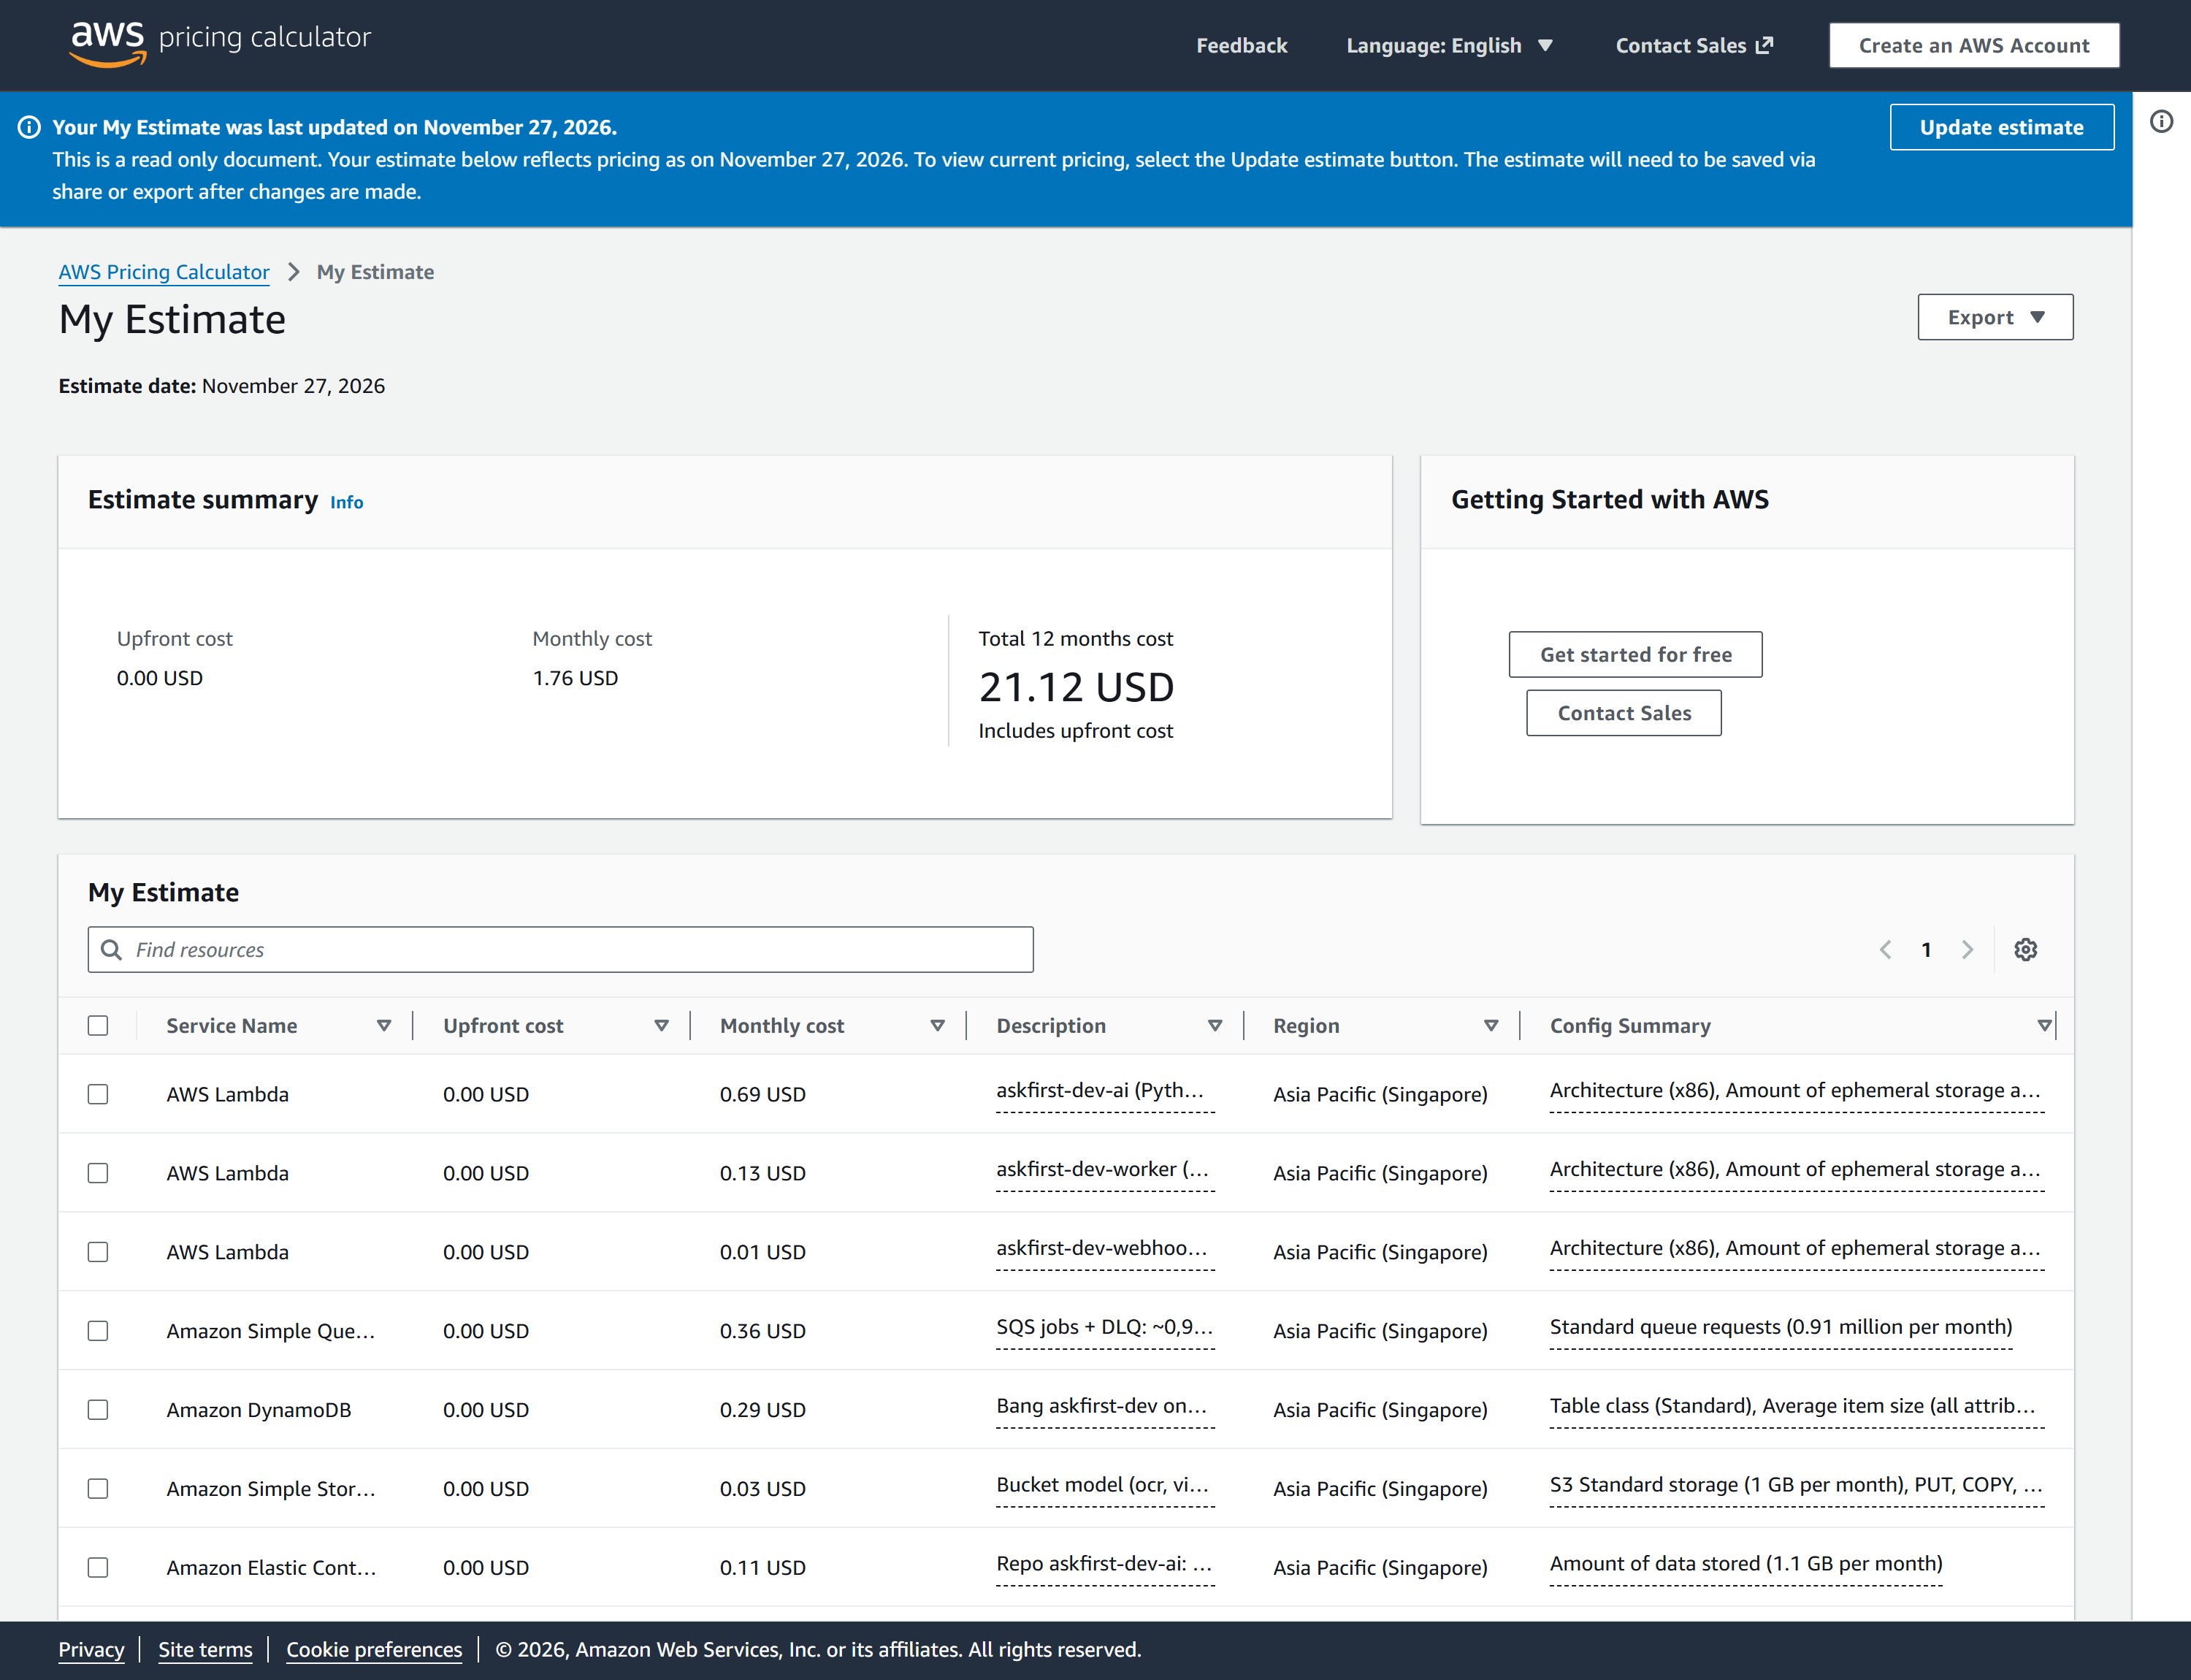 aws pricing calculator
Feedback
Language: English
Contact Sales
Create an AWS Account
Your My Estimate was last updated on November 27, 2026.
This is a read only document. Your estimate below reflects pricing as on November 27, 2026. To view current pricing, select the Update estimate button. The estimate will need to be saved via
share or export after changes are made.
Update estimate
AWS Pricing Calculator
My Estimate
My Estimate
Export
Estimate date: November 27, 2026
Estimate summary Info
Upfront cost
0.00 USD
Monthly cost
1.76 USD
Total 12 months cost
21.12 USD
Includes upfront cost
Getting Started with AWS
Get started for free
Contact Sales
My Estimate
Find resources
1
Service Name Upfront cost Monthly cost Description Region Config Summary
AWS Lambda 0.00 USD 0.69 USD askfirst-dev-ai (Pyth... Asia Pacific (Singapore) Architecture (x86), Amount of ephemeral storage a...
AWS Lambda 0.00 USD 0.13 USD askfirst-dev-worker (... Asia Pacific (Singapore) Architecture (x86), Amount of ephemeral storage a...
AWS Lambda 0.00 USD 0.01 USD askfirst-dev-webhoo... Asia Pacific (Singapore) Architecture (x86), Amount of ephemeral storage a...
Amazon Simple Que... 0.00 USD 0.36 USD SQS jobs + DLQ: ~0,9... Asia Pacific (Singapore) Standard queue requests (0.91 million per month)
Amazon DynamoDB 0.00 USD 0.29 USD Bang askfirst-dev on... Asia Pacific (Singapore) Table class (Standard), Average item size (all attrib...
Amazon Simple Stor... 0.00 USD 0.03 USD Bucket model (ocr, vi... Asia Pacific (Singapore) S3 Standard storage (1 GB per month), PUT, COPY, ...
Amazon Elastic Cont... 0.00 USD 0.11 USD Repo askfirst-dev-ai: ... Asia Pacific (Singapore) Amount of data stored (1.1 GB per month)
Privacy
Site terms
Cookie preferences
© 2026, Amazon Web Services, Inc. or its affiliates. All rights reserved.